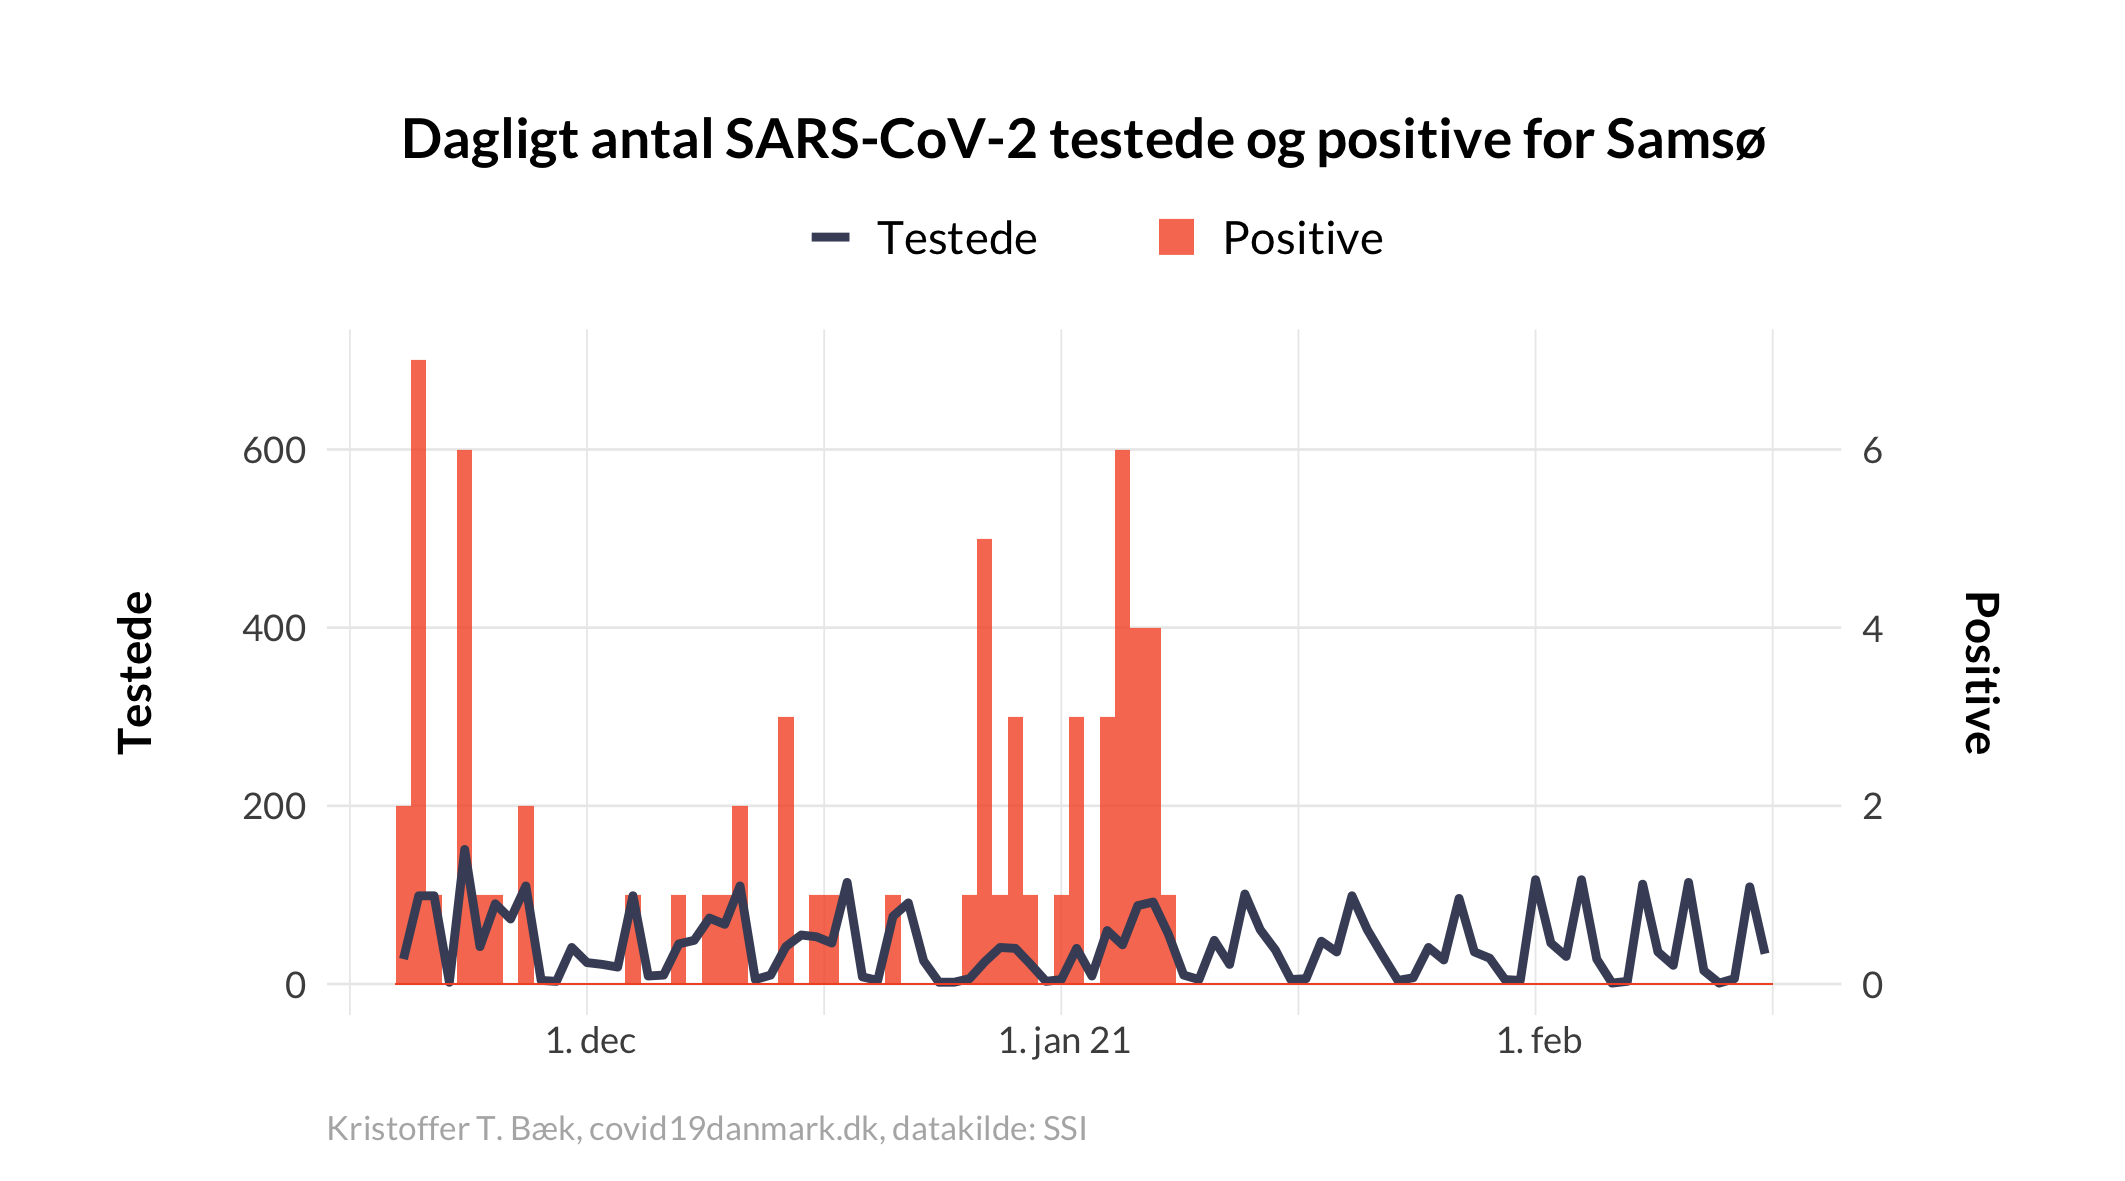 Dagligt antal SARS-CoV-2 testede og positive for Samsø
Testede
Positive
600
400
200
0
6
4
2
0
Testede
Positive
1. dec
1. jan 21
1. feb
Kristoffer T. Bæk, covid19danmark.dk, datakilde: SSI